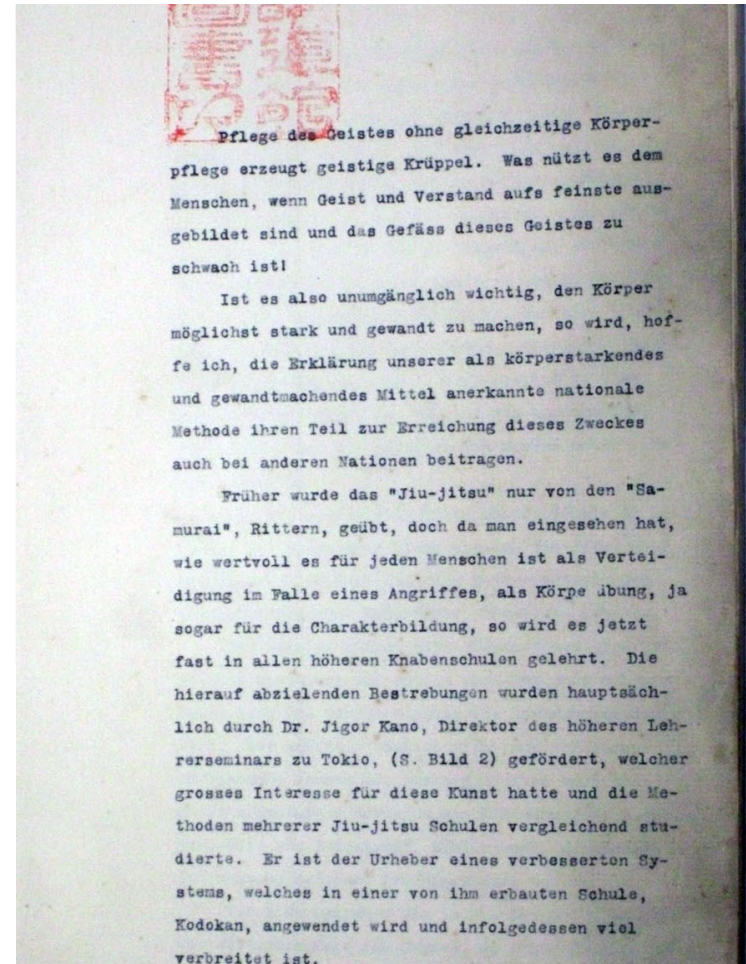 Pflege des Geistes ohne gleichzeitige Körper-
pflege erzeugt geistige Krüppel. Was nützt es dem
Menschen, wenn Geist und Verstand aufs feinste aus-
gebildet sind und das Gefäss dieses Geistes zu
schwach ist!
Ist es also unumgänglich wichtig, den Körper
möglichst stark und gewandt zu machen, so wird, hof-
fe ich, die Erklärung unserer als körperstarkendes
und gewandtmachendes Mittel anerkannte nationale
Methode ihren Teil zur Erreichung dieses Zweckes
auch bei anderen Nationen beitragen.
Früher wurde das "Jiu-jitsu" nur von den "Sa-
murai", Rittern, geübt, doch da man eingesehen hat,
wie wertvoll es für jeden Menschen ist als Vertei-
digung im Falle eines Angriffes, als Körpe übung, ja
sogar für die Charakterbildung, so wird es jetzt
fast in allen höheren Knabenschulen gelehrt. Die
hierauf abzielenden Bestrebungen wurden hauptsäch-
lich durch Dr. Jigor Kano, Direktor des höheren Leh-
rerseminars zu Tokio, (S. Bild 2) gefördert, welcher
grosses Interesse für diese Kunst hatte und die Me-
thoden mehrerer Jiu-jitsu Schulen vergleichend stu-
dierte. Er ist der Urheber eines verbesserten Sy-
stems, welches in einer von ihm erbauten Schule,
Kodokan, angewendet wird und infolgedessen viel
verbreitet ist.